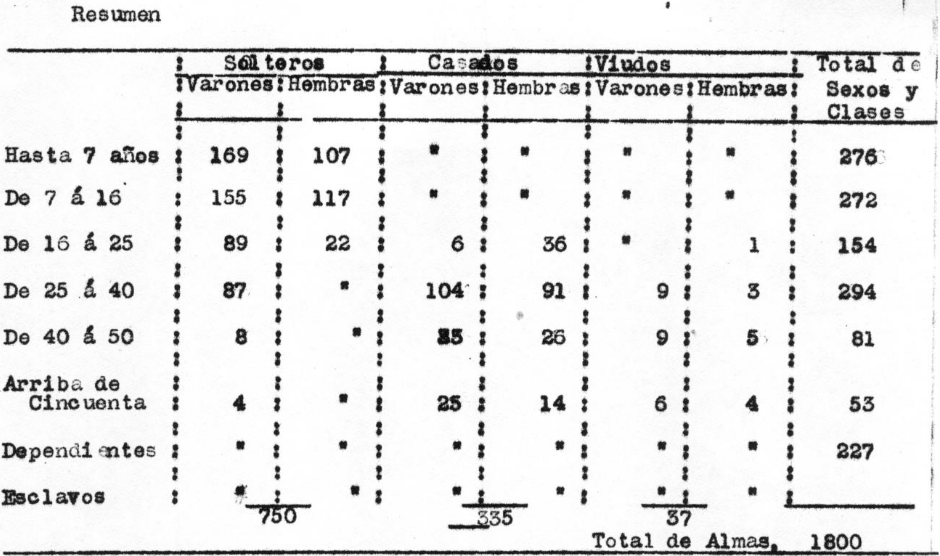 Resumen
Sólteros Casados Viudos Total de
Varones Hembras Varones Hembras Varones Hembras Sexos y
Clases
Hasta 7 años 169 107 " " " " 276
De 7 á 16 155 117 " " " " 272
De 16 á 25 89 22 6 36 " 1 154
De 25 á 40 87 " 104 91 9 3 294
De 40 á 50 8 " 33 26 9 5 81
Arriba de
Cincuenta 4 " 25 14 6 4 53
Dependientes " " " " " " 227
Esclavos " " " " " "
750 335 37
Total de Almas, 1800